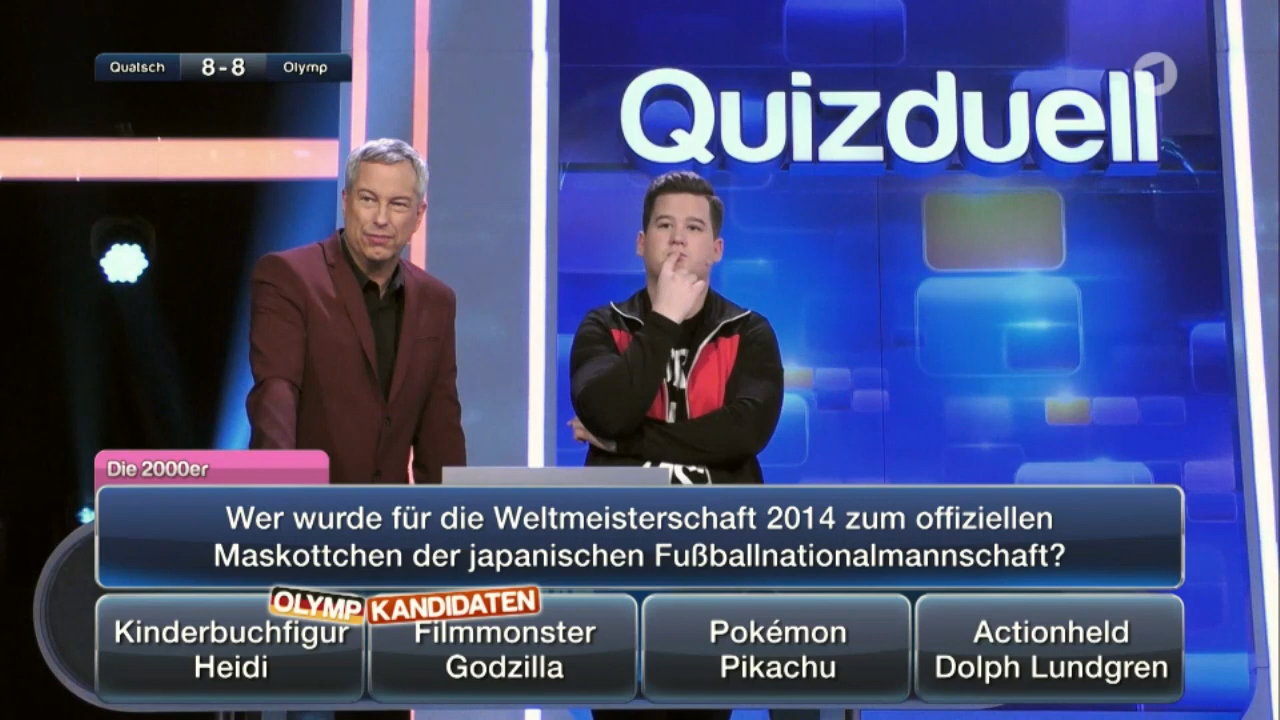 Quatsch 8-8 Olymp
Quizduell
Die 2000er
Wer wurde für die Weltmeisterschaft 2014 zum offiziellen
Maskottchen der japanischen Fußballnationalmannschaft?
OLYMP KANDIDATEN
Kinderbuchfigur
Heidi
Filmmonster
Godzilla
Pokémon
Pikachu
Actionheld
Dolph Lundgren